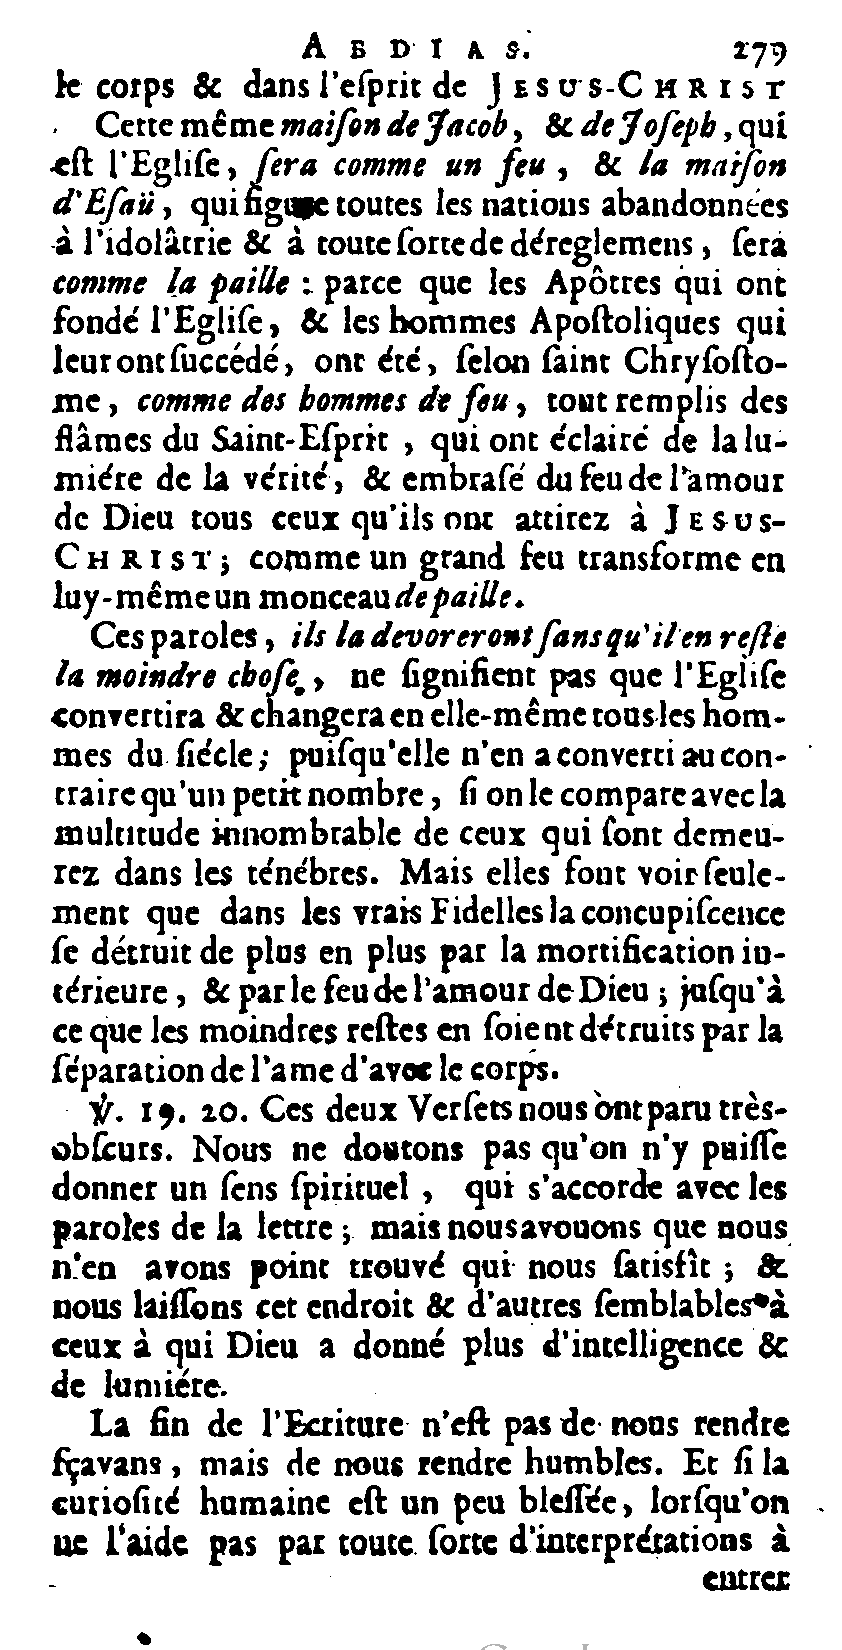 ABDIAS. 279
le corps & dans l'eſprit de JESUS-CHRIST
Cette même maiſon de Jacob, & de Joſeph, qui
eſt l'Egliſe, ſera comme un feu, & la maiſon
d'Eſaü, qui figure toutes les nations abandonnées
à l'idolâtrie & à toute ſorte de déreglemens, ſera
comme la paille : parce que les Apôtres qui ont
fondé l'Egliſe, & les hommes Apoſtoliques qui
leur ont ſuccédé, ont été, ſelon ſaint Chryſoſto-
me, comme des hommes de feu, tout remplis des
flâmes du Saint-Eſprit, qui ont éclairé de la lu-
miére de la vérité, & embraſé du feu de l'amour
de Dieu tous ceux qu'ils ont attirez à JESUS-
CHRIST; comme un grand feu transforme en
luy-même un monceau de paille.
Ces paroles, ils la devoreront ſans qu'il en reſte
la moindre choſe, ne ſignifient pas que l'Egliſe
convertira & changera en elle-même tous les hom-
mes du ſiécle; puiſqu'elle n'en a converti au con-
traire qu'un petit nombre, ſi on le compare avec la
multitude innombrable de ceux qui ſont demeu-
rez dans les ténébres. Mais elles font voir ſeule-
ment que dans les vrais Fidelles la concupiſcence
ſe détruit de plus en plus par la mortification in-
térieure, & par le feu de l'amour de Dieu; juſqu'à
ce que les moindres reſtes en ſoient détruits par la
ſéparation de l'ame d'avec le corps.
℣. 19. 20. Ces deux Verſets nous ont paru très-
obſcurs. Nous ne doutons pas qu'on n'y puiſſe
donner un ſens ſpirituel, qui s'accorde avec les
paroles de la lettre; mais nous avouons que nous
n'en avons point trouvé qui nous ſatisfît; &
nous laiſſons cet endroit & d'autres ſemblables à
ceux à qui Dieu a donné plus d'intelligence &
de lumiére.
La fin de l'Ecriture n'eſt pas de nous rendre
ſçavans, mais de nous rendre humbles. Et ſi la
curioſité humaine eſt un peu bleſſée, lorſqu'on
ne l'aide pas par toute ſorte d'interprétations à
entrer